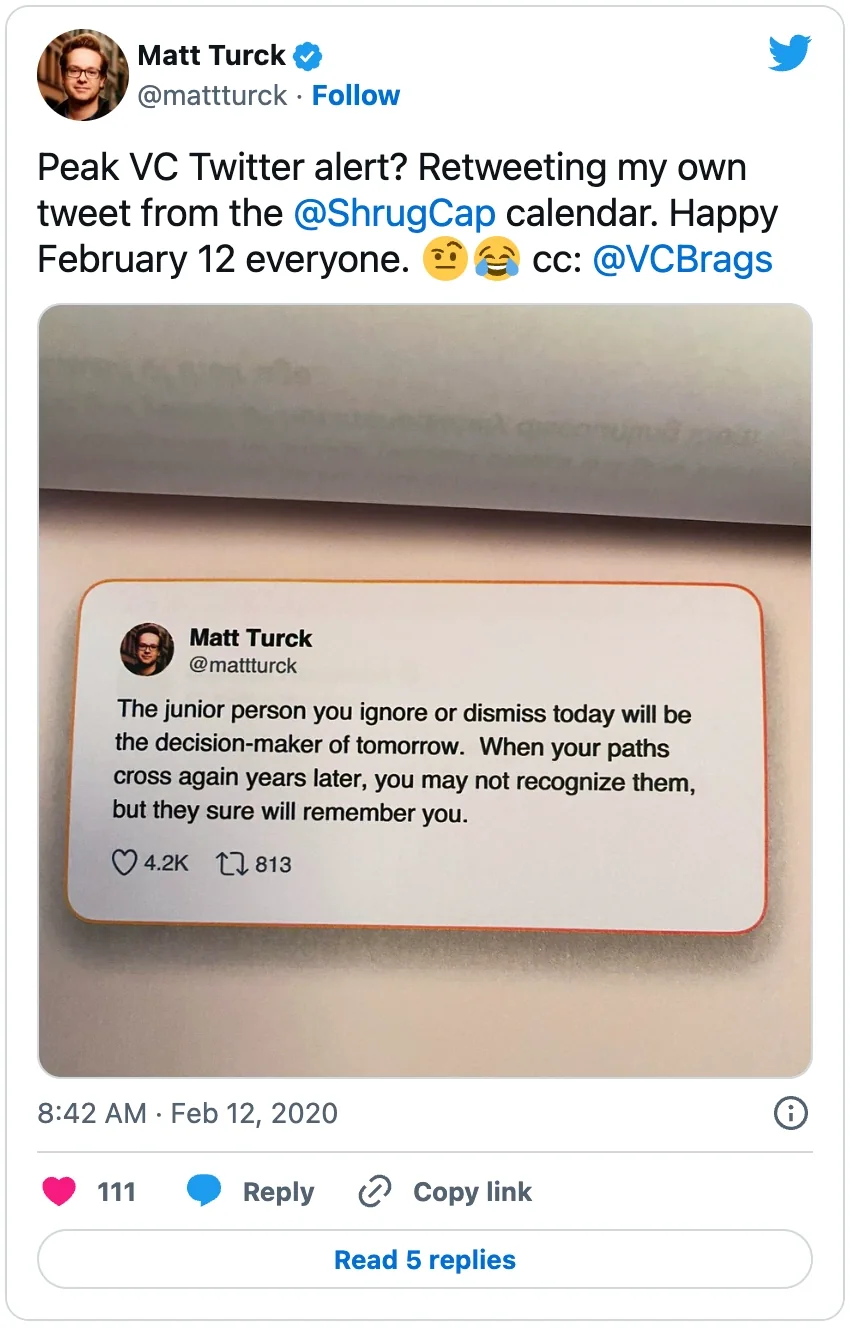 Matt Turck
@mattturck · Follow
Peak VC Twitter alert? Retweeting my own
tweet from the @ShrugCap calendar. Happy
February 12 everyone. 🤨😂 cc: @VCBrags
Matt Turck
@mattturck
The junior person you ignore or dismiss today will be
the decision-maker of tomorrow.  When your paths
cross again years later, you may not recognize them,
but they sure will remember you.
4.2K 813
8:42 AM · Feb 12, 2020
111 Reply Copy link
Read 5 replies